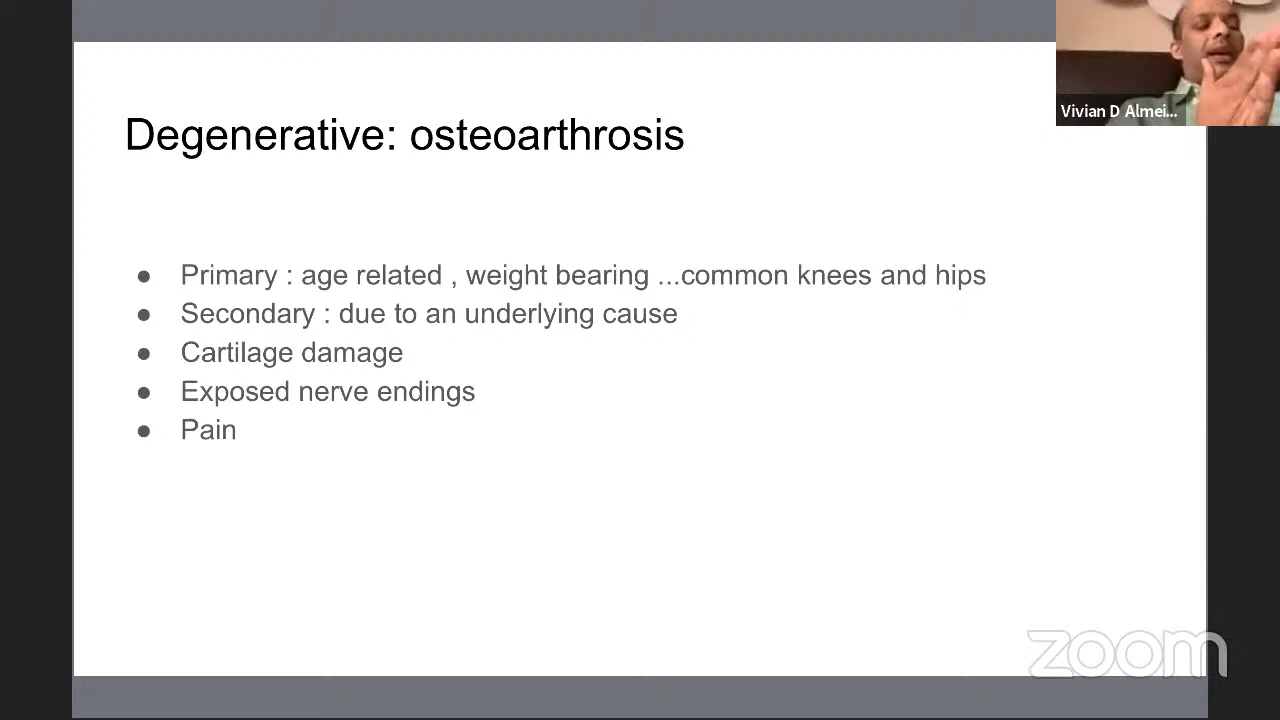 Vivian D Almei...
Degenerative: osteoarthrosis
● Primary : age related , weight bearing ...common knees and hips
● Secondary : due to an underlying cause
● Cartilage damage
● Exposed nerve endings
● Pain
zoom